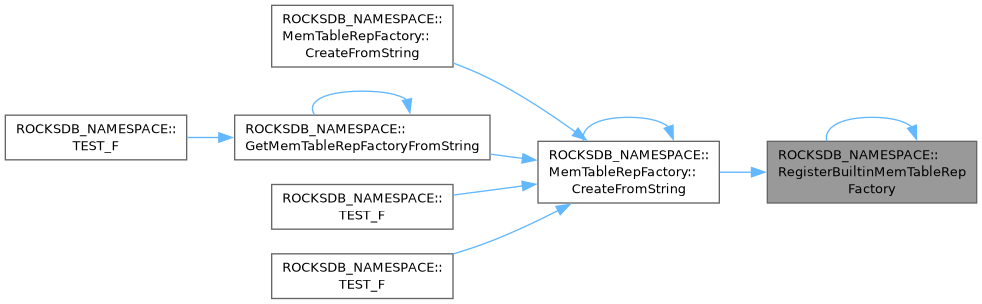 ROCKSDB_NAMESPACE::
MemTableRepFactory::
CreateFromString
ROCKSDB_NAMESPACE::
TEST_F
ROCKSDB_NAMESPACE::
GetMemTableRepFactoryFromString
ROCKSDB_NAMESPACE::
TEST_F
ROCKSDB_NAMESPACE::
TEST_F
ROCKSDB_NAMESPACE::
MemTableRepFactory::
CreateFromString
ROCKSDB_NAMESPACE::
RegisterBuiltinMemTableRep
Factory